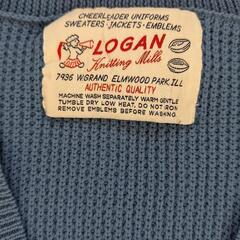 CHEERLEADER UNIFORMS
SWEATERS · JACKETS · EMBLEMS
LOGAN
Knitting Mills
7936 W. GRAND ELMWOOD PARK, ILL
AUTHENTIC QUALITY
MACHINE WASH SEPARATELY WARM GENTLE
TUMBLE DRY LOW HEAT. DO NOT IRON
REMOVE EMBLEMS BEFORE WASHING.